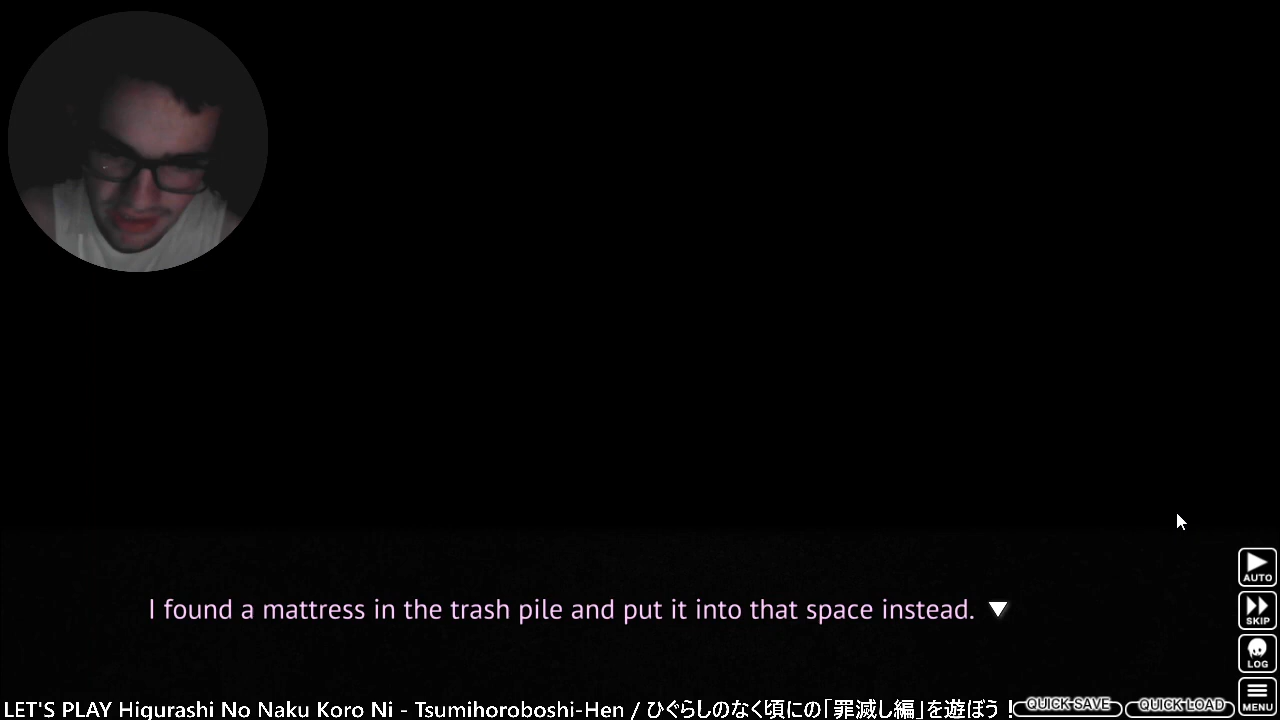 I found a mattress in the trash pile and put it into that space instead.
AUTO
SKIP
LOG
MENU
LET'S PLAY Higurashi No Naku Koro Ni - Tsumihoroboshi-Hen / ひぐらしのなく頃にの「罪滅し編」を遊ぼう！
QUICK SAVE
QUICK LOAD